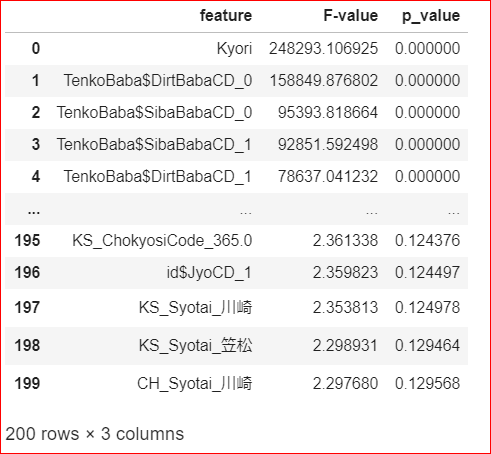 feature F-value p_value
0 Kyori 248293.106925 0.000000
1 TenkoBaba$DirtBabaCD_0 158849.876802 0.000000
2 TenkoBaba$SibaBabaCD_0 95393.818664 0.000000
3 TenkoBaba$SibaBabaCD_1 92851.592498 0.000000
4 TenkoBaba$DirtBabaCD_1 78637.041232 0.000000
... ... ... ...
195 KS_ChokyosiCode_365.0 2.361338 0.124376
196 id$JyoCD_1 2.359823 0.124497
197 KS_Syotai_川崎 2.353813 0.124978
198 KS_Syotai_笠松 2.298931 0.129464
199 CH_Syotai_川崎 2.297680 0.129568
200 rows × 3 columns